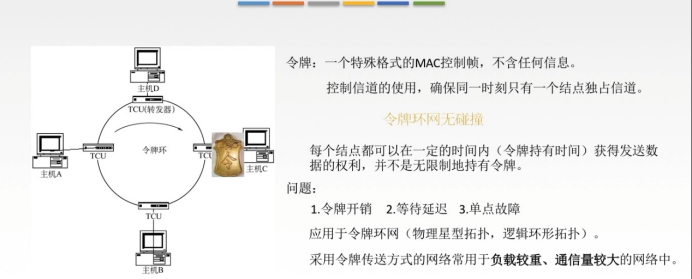 令牌：一个特殊格式的MAC控制帧，不含任何信息。
控制信道的使用，确保同一时刻只有一个结点独占信道。
令牌环网无碰撞
每个结点都可以在一定的时间内（令牌持有时间）获得发送数
据的权利，并不是无限制地持有令牌。
问题：
1.令牌开销 2.等待延迟 3.单点故障
应用于令牌环网（物理星型拓扑，逻辑环形拓扑）。
采用令牌传送方式的网络常用于负载较重、通信量较大的网络中。
主机D
TCU(转发器)
令牌环
TCU
主机A
TCU
令
主机C
TCU
主机B